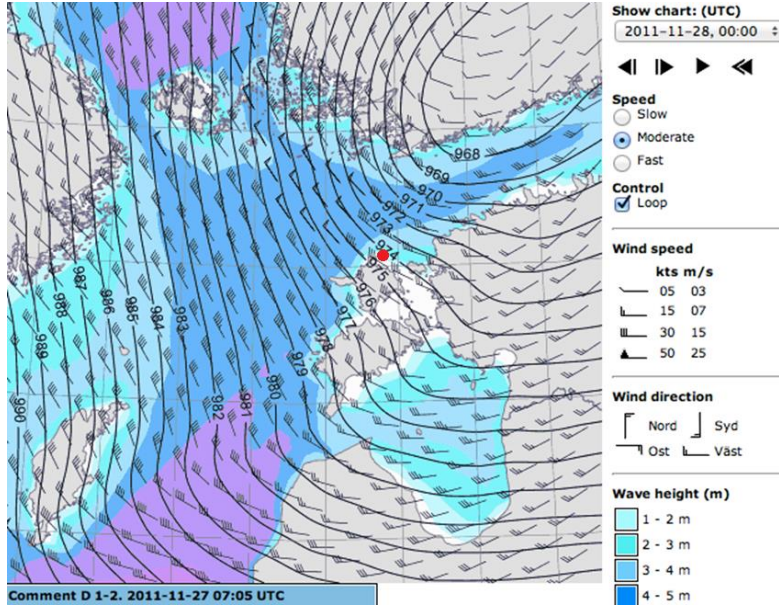 Show chart: (UTC)
2011-11-28, 00:00
Speed
Slow
Moderate
Fast
Control
Loop
Wind speed
kts m/s
05 03
15 07
30 15
50 25
Wind direction
Nord Syd
Ost Väst
Wave height (m)
1 - 2 m
2 - 3 m
3 - 4 m
4 - 5 m
968
969
970
971
972
973
974
975
976
977
978
979
980
981
982
983
984
985
986
987
988
989
990
Comment D 1-2. 2011-11-27 07:05 UTC